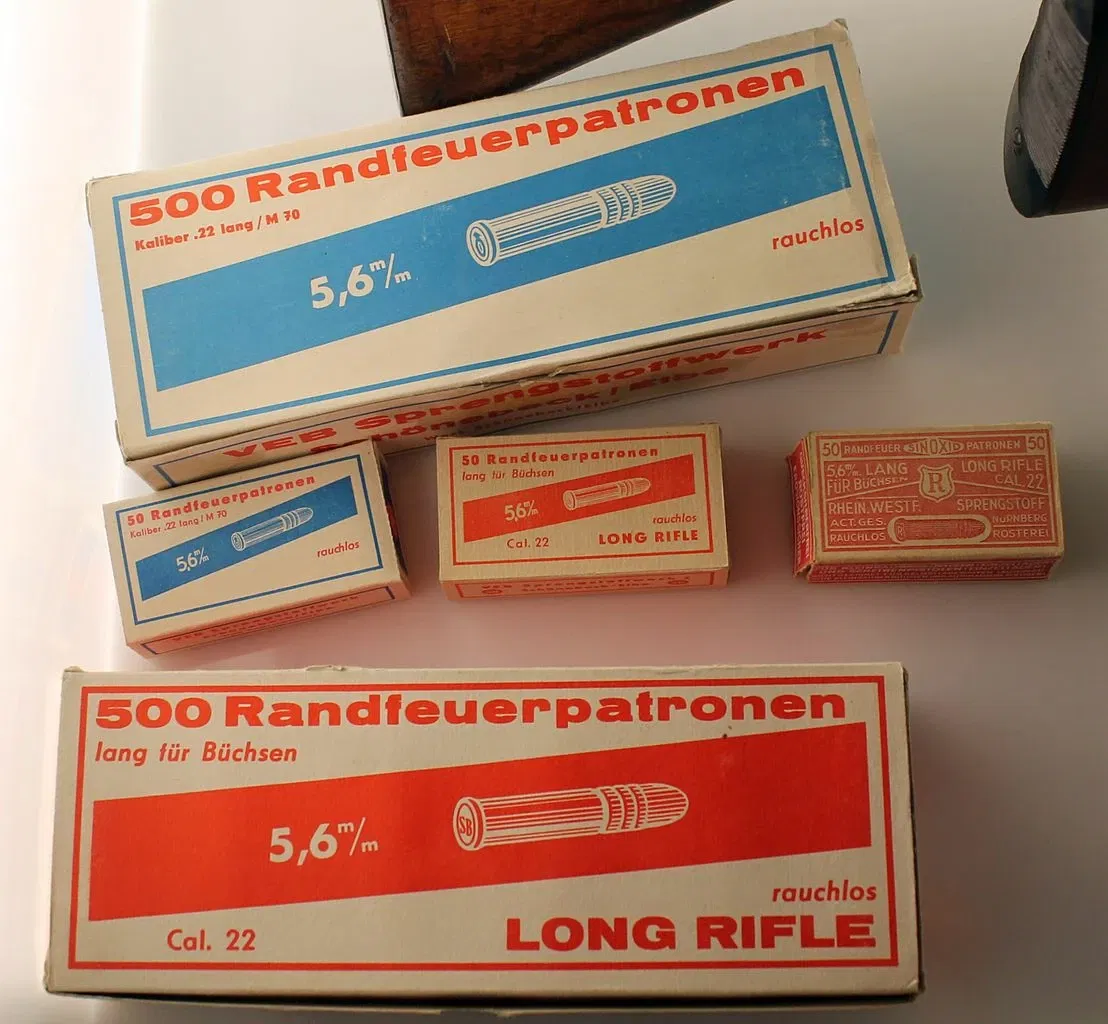 500 Randfeuerpatronen
Kaliber .22 lang / M 70
5,6 m/m
rauchlos
VEB Sprengstoffwerk
Schönebeck / Elbe
50 Randfeuerpatronen
Kaliber .22 lang / M 70
5,6 m/m
rauchlos
50 Randfeuerpatronen
lang für Büchsen
5,6 m/m
rauchlos
Cal. 22
LONG RIFLE
50 RANDFEUER SINOXID PATRONEN 50
5,6 m/m. LANG
FÜR BÜCHSEN
R
LONG RIFLE
CAL. 22
RHEIN. WESTF. SPRENGSTOFF
ACT. GES. NÜRNBERG
RAUCHLOS ROSTFREI
500 Randfeuerpatronen
lang für Büchsen
5,6 m/m
SB
rauchlos
Cal. 22
LONG RIFLE